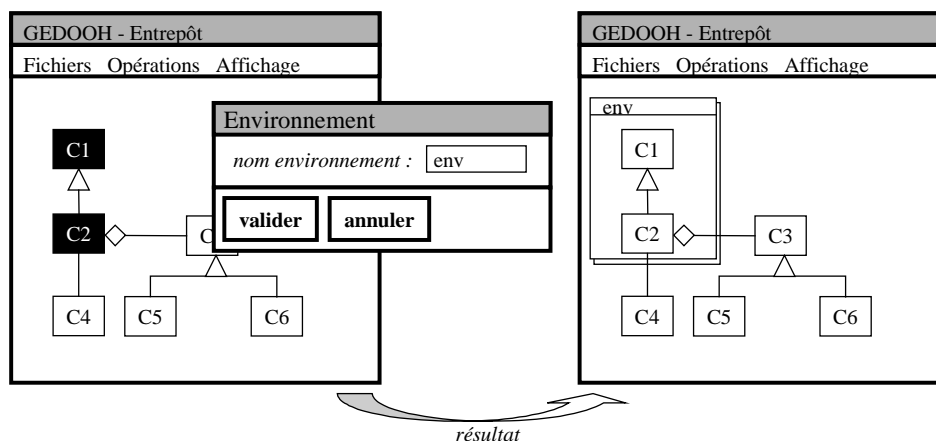 GEDOOH - Entrepôt
Fichiers Opérations Affichage
C1
C2
C
C4
C5
C6
Environnement
nom environnement : env
valider annuler
GEDOOH - Entrepôt
Fichiers Opérations Affichage
env
C1
C2
C3
C4
C5
C6
résultat